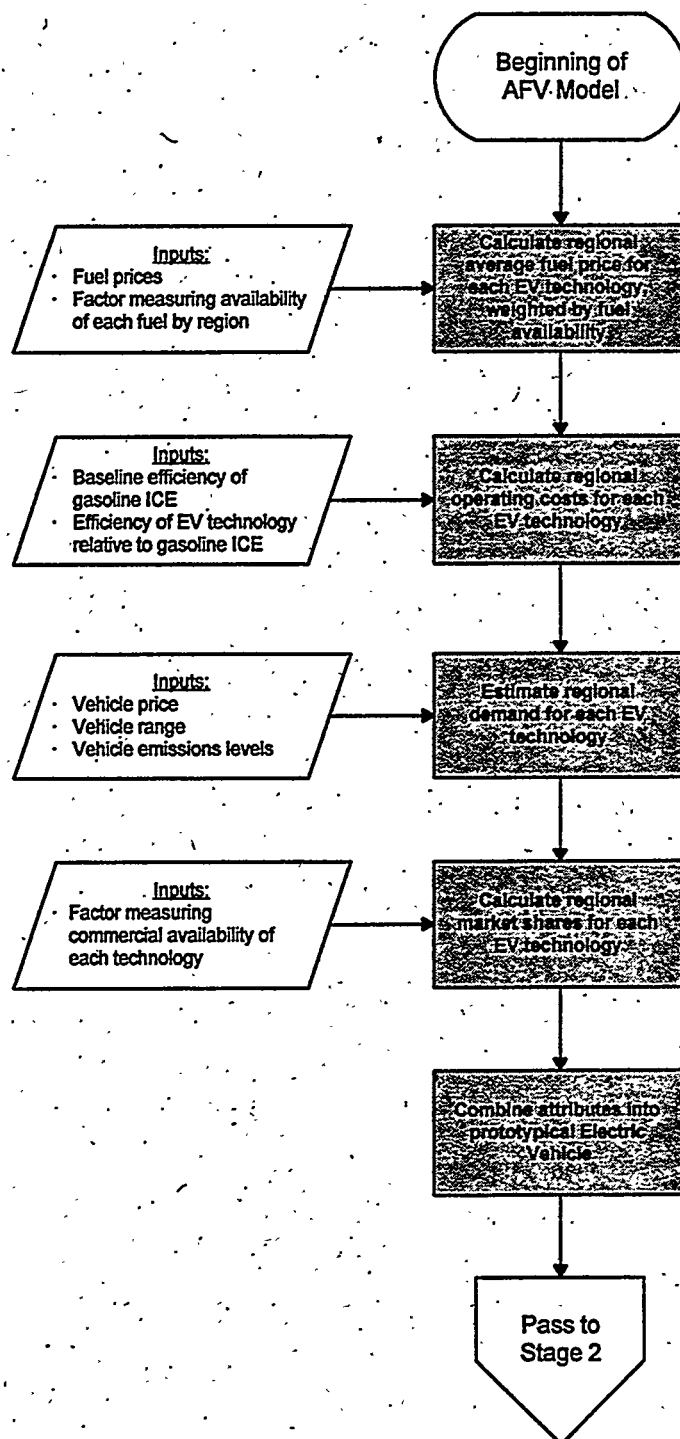 Beginning of
AFV Model
Inputs:
· Fuel prices
· Factor measuring availability
of each fuel by region
Calculate regional
average fuel price for
each EV technology,
weighted by fuel
availability
Inputs:
· Baseline efficiency of
gasoline ICE
· Efficiency of EV technology
relative to gasoline ICE
Calculate regional
operating costs for each
EV technology
Inputs:
· Vehicle price
· Vehicle range
· Vehicle emissions levels
Estimate regional
demand for each EV
technology
Inputs:
· Factor measuring
commercial availability of
each technology
Calculate regional
market shares for each
EV technology
Combine attributes into
prototypical Electric
Vehicle
Pass to
Stage 2